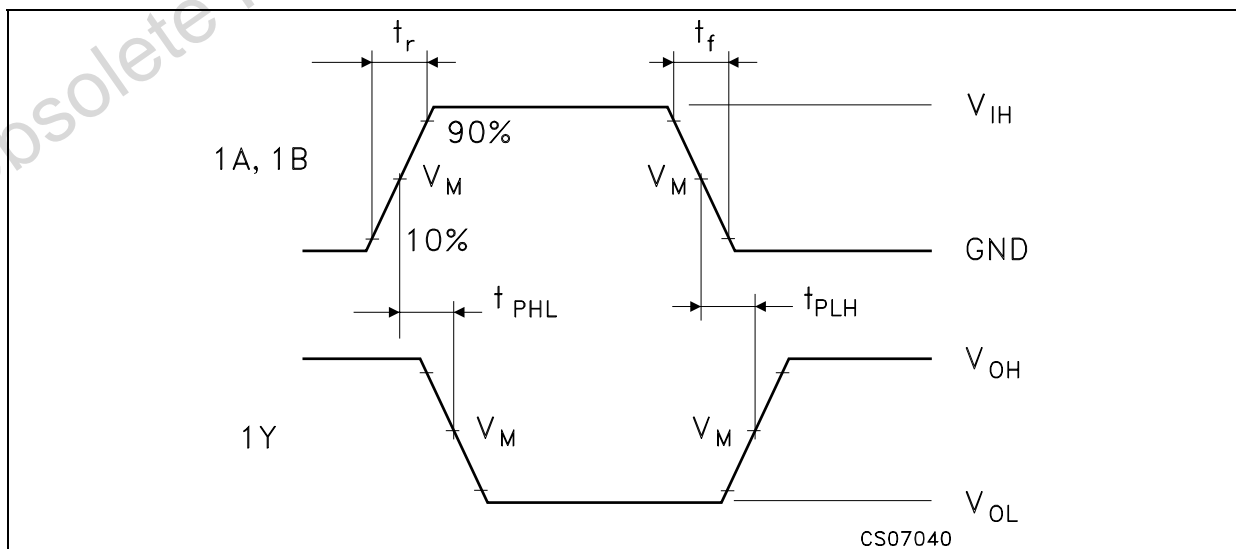 t_r
t_f
V_IH
90%
1A, 1B
V_M
V_M
10%
GND
t_PHL
t_PLH
V_OH
V_M
V_M
1Y
V_OL
CS07040